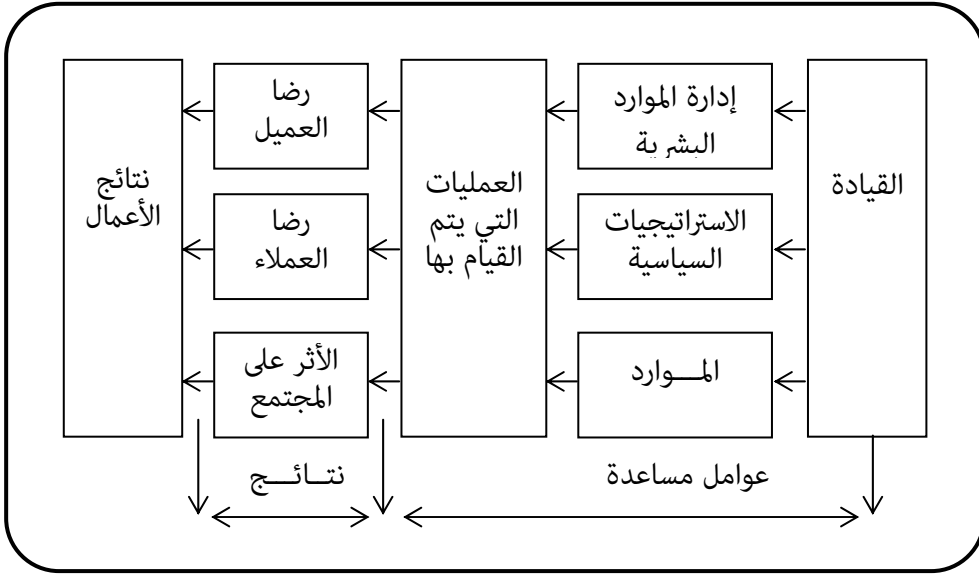 القيادة
إدارة الموارد
البشرية
الاستراتيجيات
السياسية
المــوارد
العمليات
التي يتم
القيام بها
رضا
العميل
رضا
العملاء
الأثر على
المجتمع
نتائج
الأعمال
عوامل مساعدة
نتــائــج